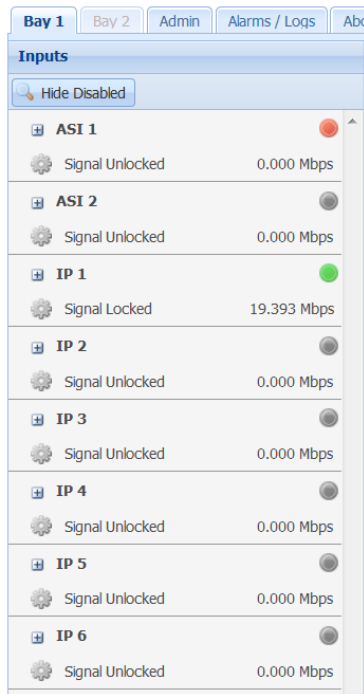 Bay 1 Bay 2 Admin Alarms / Logs Abo
Inputs
Hide Disabled
ASI 1
Signal Unlocked 0.000 Mbps
ASI 2
Signal Unlocked 0.000 Mbps
IP 1
Signal Locked 19.393 Mbps
IP 2
Signal Unlocked 0.000 Mbps
IP 3
Signal Unlocked 0.000 Mbps
IP 4
Signal Unlocked 0.000 Mbps
IP 5
Signal Unlocked 0.000 Mbps
IP 6
Signal Unlocked 0.000 Mbps